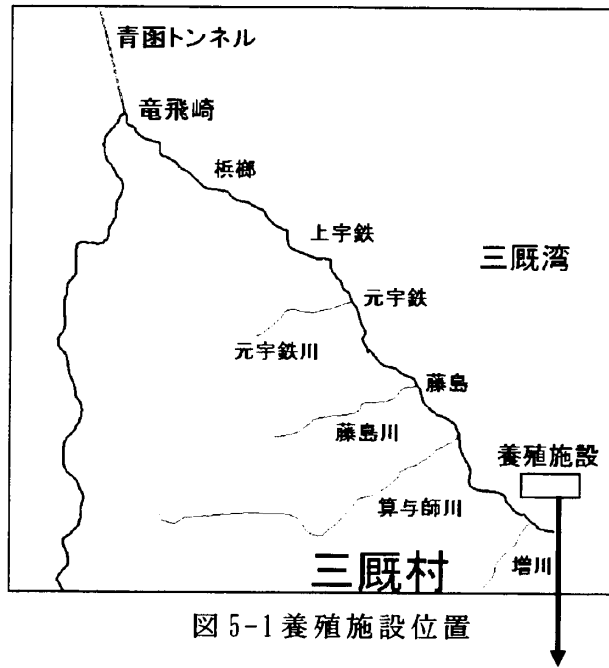 青函トンネル
竜飛崎
梹榔
上宇鉄
三厩湾
元宇鉄
元宇鉄川
藤島
藤島川
養殖施設
算与師川
三厩村
増川
図5-1養殖施設位置